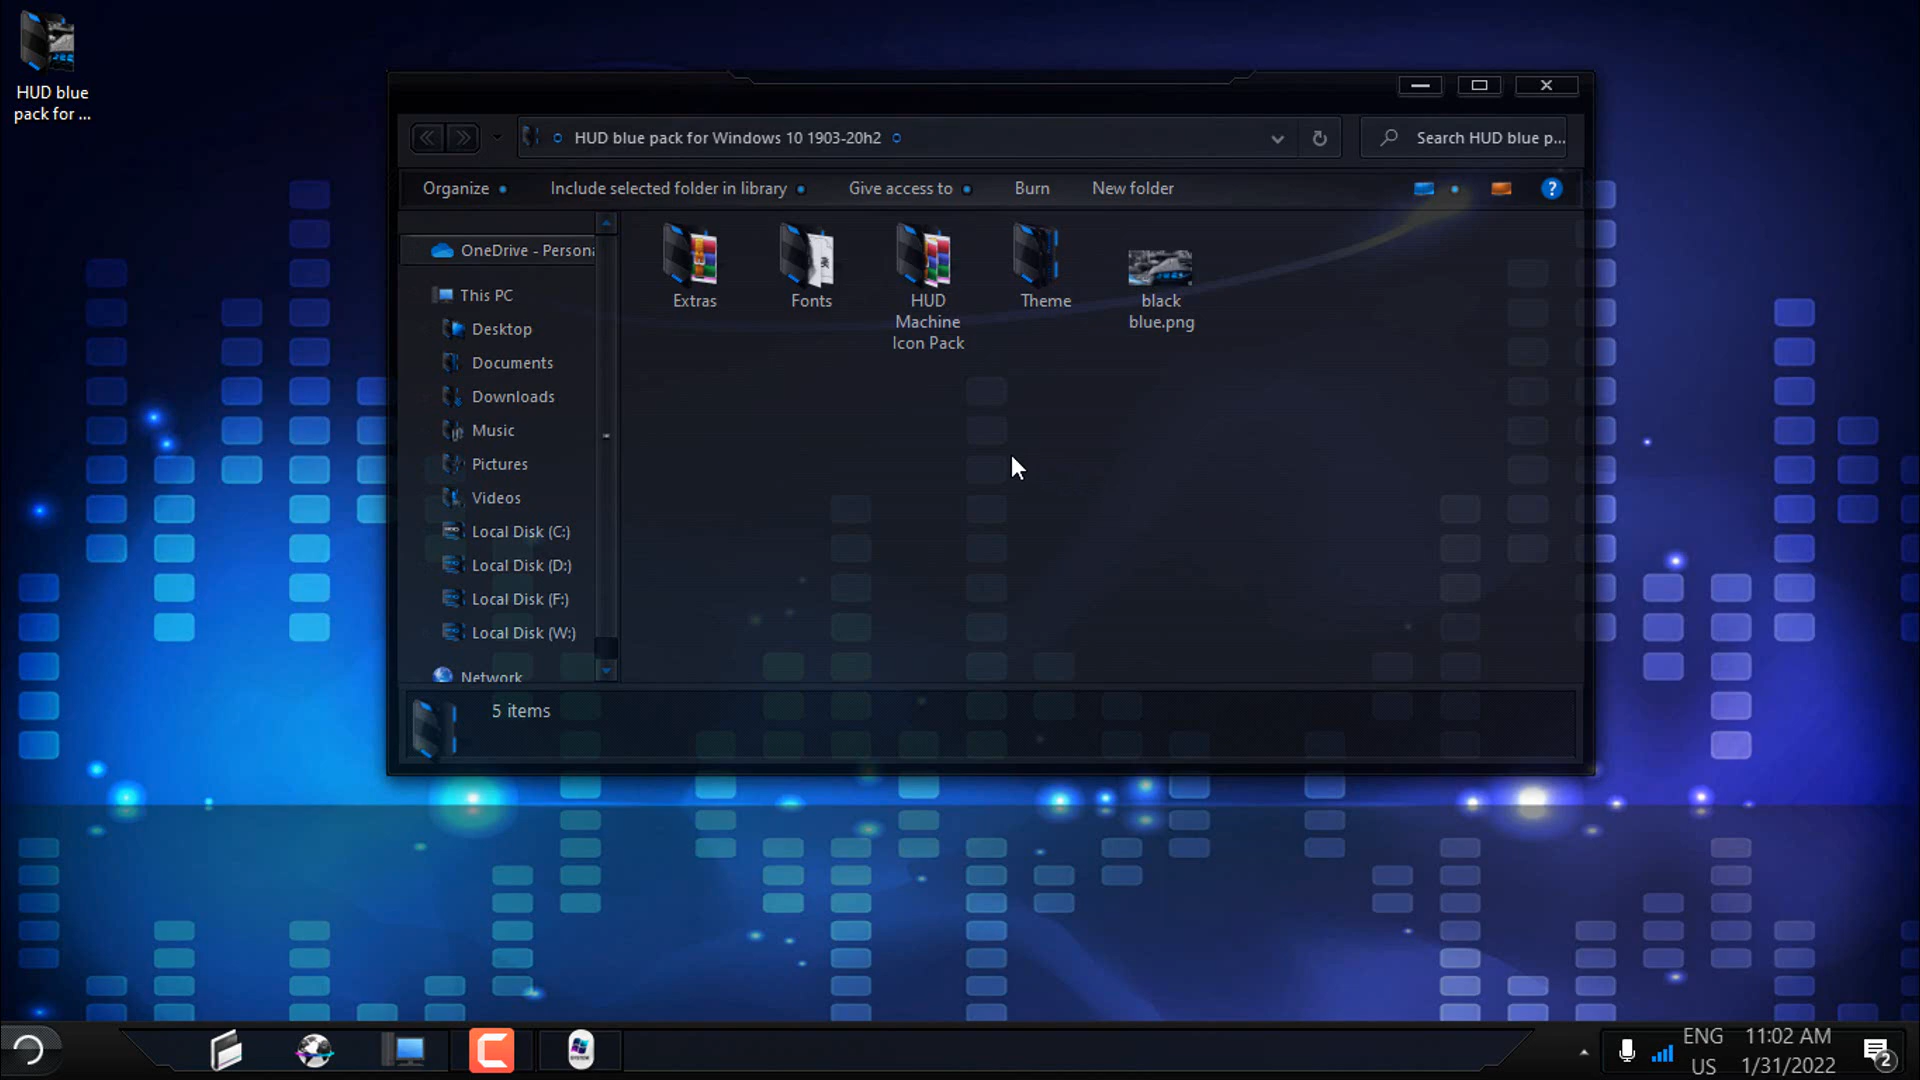 HUD blue
pack for ...
HUD blue pack for Windows 10 1903-20h2
Search HUD blue p...
Organize
Include selected folder in library
Give access to
Burn
New folder
?
OneDrive - Persona
This PC
Desktop
Documents
Downloads
Music
Pictures
Videos
Local Disk (C:)
Local Disk (D:)
Local Disk (F:)
Local Disk (W:)
Network
Extras
Fonts
HUD
Machine
Icon Pack
Theme
black
blue.png
5 items
SYSTEM
ENG
US
11:02 AM
1/31/2022
2